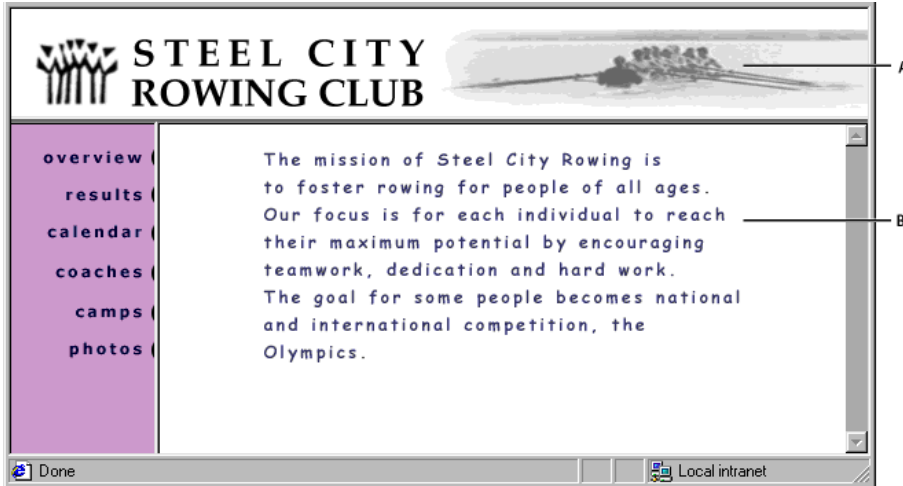 STEEL CITY
ROWING CLUB
A
overview
results
calendar
coaches
camps
photos
The mission of Steel City Rowing is
to foster rowing for people of all ages.
Our focus is for each individual to reach
their maximum potential by encouraging
teamwork, dedication and hard work.
The goal for some people becomes national
and international competition, the
Olympics.
B
Done
Local intranet